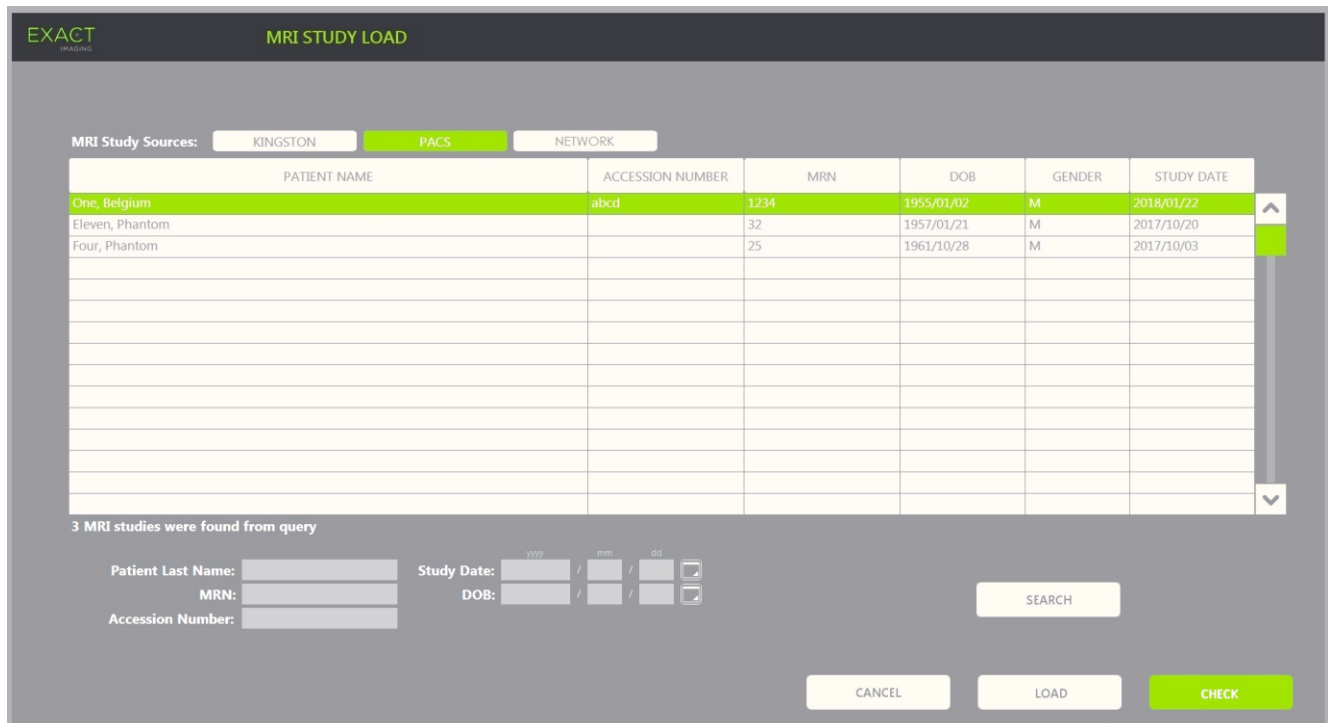 EXACT MRI STUDY LOAD
IMAGING
MRI Study Sources: KINGSTON PACS NETWORK
PATIENT NAME ACCESSION NUMBER MRN DOB GENDER STUDY DATE
One, Belgium abcd 1234 1955/01/02 M 2018/01/22
Eleven, Phantom 32 1957/01/21 M 2017/10/20
Four, Phantom 25 1961/10/28 M 2017/10/03
3 MRI studies were found from query
yyyy mm dd
Patient Last Name: Study Date: / /
MRN: DOB: / /
SEARCH
Accession Number:
CANCEL LOAD CHECK